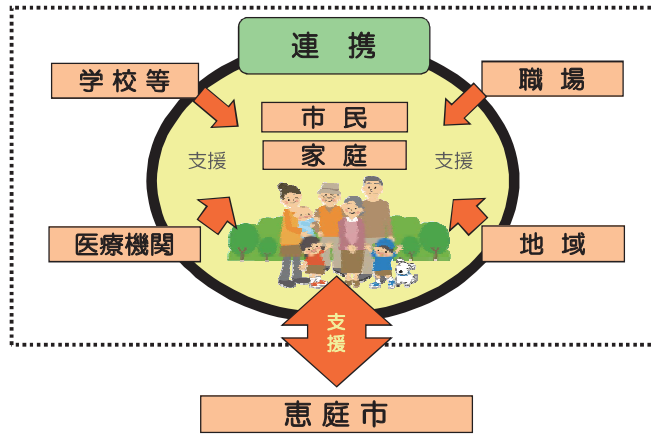 連 携
学校等
職 場
市 民
家 庭
支援
支援
医療機関
地 域
支援
恵庭市